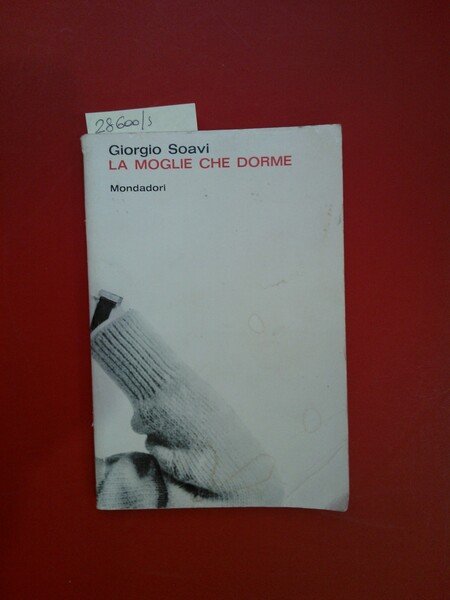 28600/s
Giorgio Soavi
LA MOGLIE CHE DORME
Mondadori